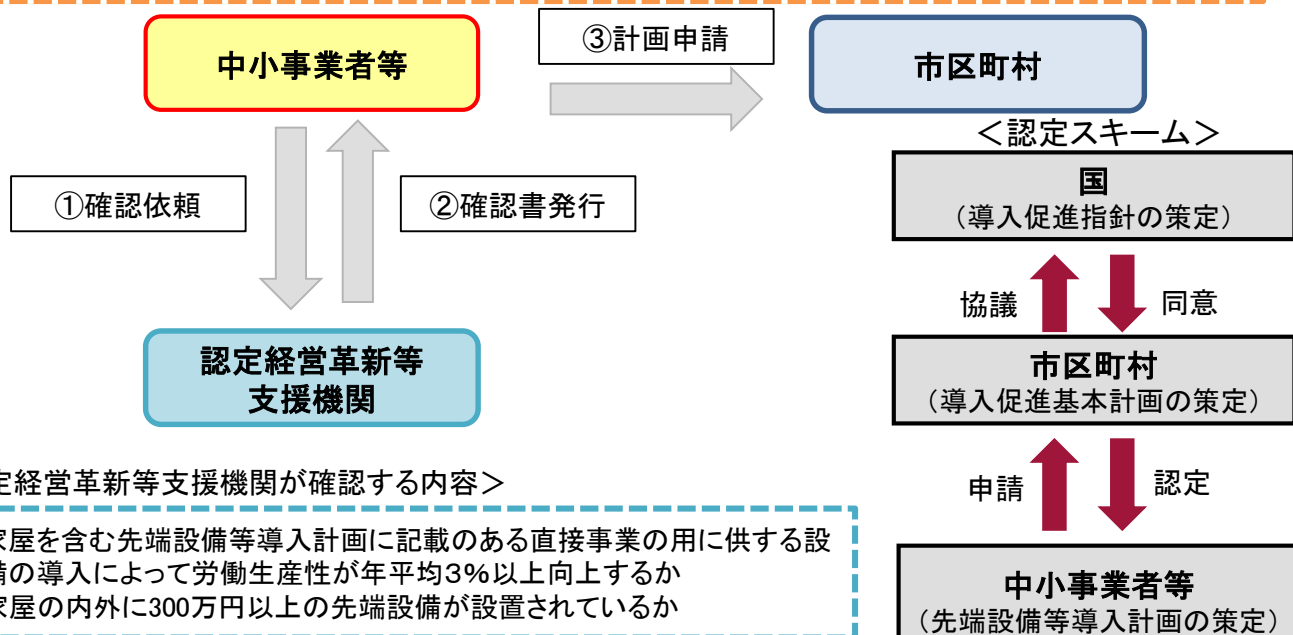 中小事業者等
③計画申請
市区町村
①確認依頼
②確認書発行
認定経営革新等
支援機関
定経営革新等支援機関が確認する内容＞
家屋を含む先端設備等導入計画に記載のある直接事業の用に供する設
備の導入によって労働生産性が年平均３％以上向上するか
家屋の内外に300万円以上の先端設備が設置されているか
＜認定スキーム＞
国
（導入促進指針の策定）
協議
同意
市区町村
（導入促進基本計画の策定）
申請
認定
中小事業者等
（先端設備等導入計画の策定）